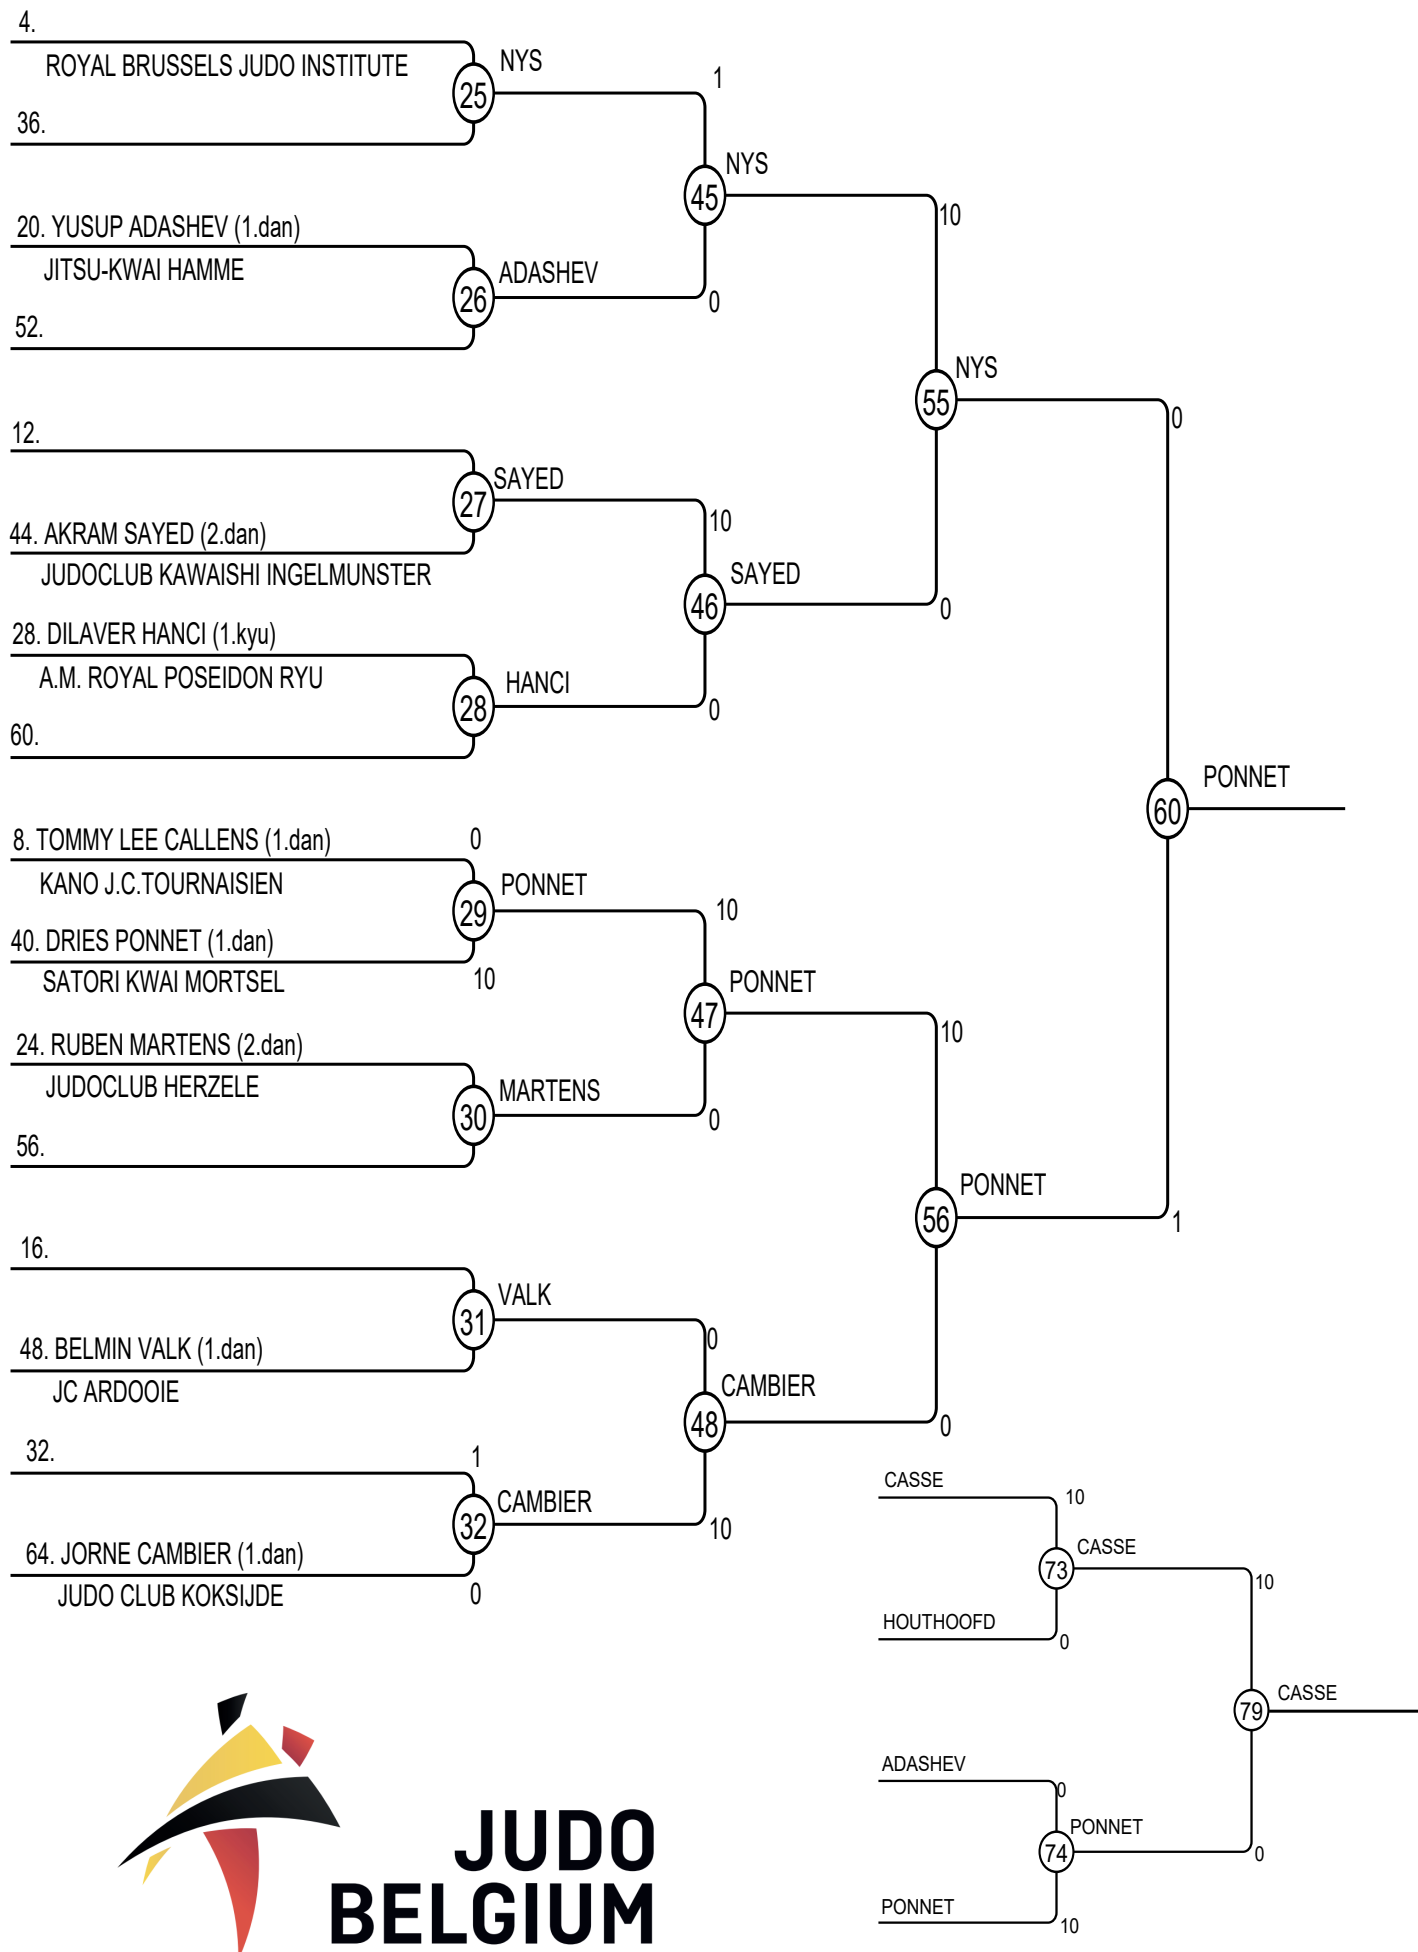 4.
ROYAL BRUSSELS JUDO INSTITUTE
36.
25
NYS
1
20. YUSUP ADASHEV (1.dan)
JITSU-KWAI HAMME
52.
26
ADASHEV
0
45
NYS
10
12.
44. AKRAM SAYED (2.dan)
JUDOCLUB KAWAISHI INGELMUNSTER
27
SAYED
10
28. DILAVER HANCI (1.kyu)
A.M. ROYAL POSEIDON RYU
60.
28
HANCI
0
46
SAYED
0
55
NYS
0
8. TOMMY LEE CALLENS (1.dan)
0
KANO J.C.TOURNAISIEN
40. DRIES PONNET (1.dan)
10
SATORI KWAI MORTSEL
29
PONNET
10
24. RUBEN MARTENS (2.dan)
JUDOCLUB HERZELE
56.
30
MARTENS
0
47
PONNET
10
16.
48. BELMIN VALK (1.dan)
JC ARDOOIE
31
VALK
0
32.
1
64. JORNE CAMBIER (1.dan)
0
JUDO CLUB KOKSIJDE
32
CAMBIER
10
48
CAMBIER
0
56
PONNET
1
60
PONNET
CASSE
10
HOUTHOOFD
0
73
CASSE
10
ADASHEV
0
PONNET
10
74
PONNET
0
79
CASSE
JUDO
BELGIUM